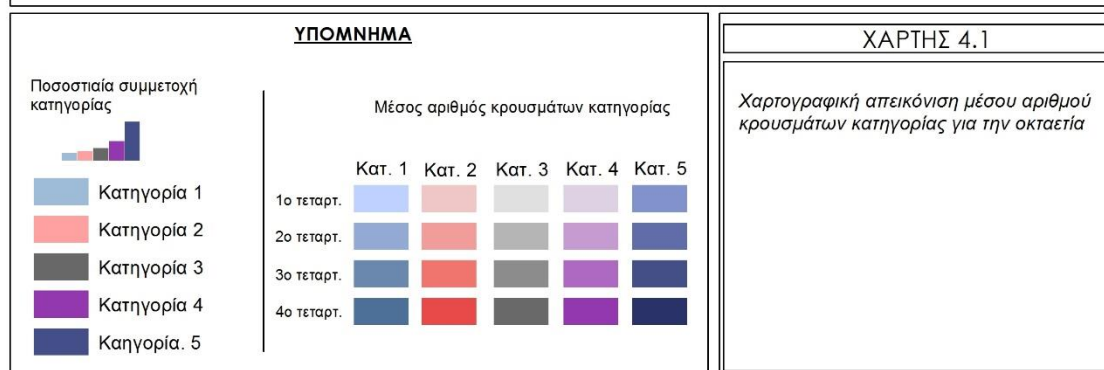 ΥΠΟΜΝΗΜΑ
Ποσοστιαία συμμετοχή
κατηγορίας
Κατηγορία 1
Κατηγορία 2
Κατηγορία 3
Κατηγορία 4
Καηγορία. 5
Μέσος αριθμός κρουσμάτων κατηγορίας
Κατ. 1 Κατ. 2 Κατ. 3 Κατ. 4 Κατ. 5
1ο τεταρτ.
2ο τεταρτ.
3ο τεταρτ.
4ο τεταρτ.
ΧΑΡΤΗΣ 4.1
Χαρτογραφική απεικόνιση μέσου αριθμού
κρουσμάτων κατηγορίας για την οκταετία